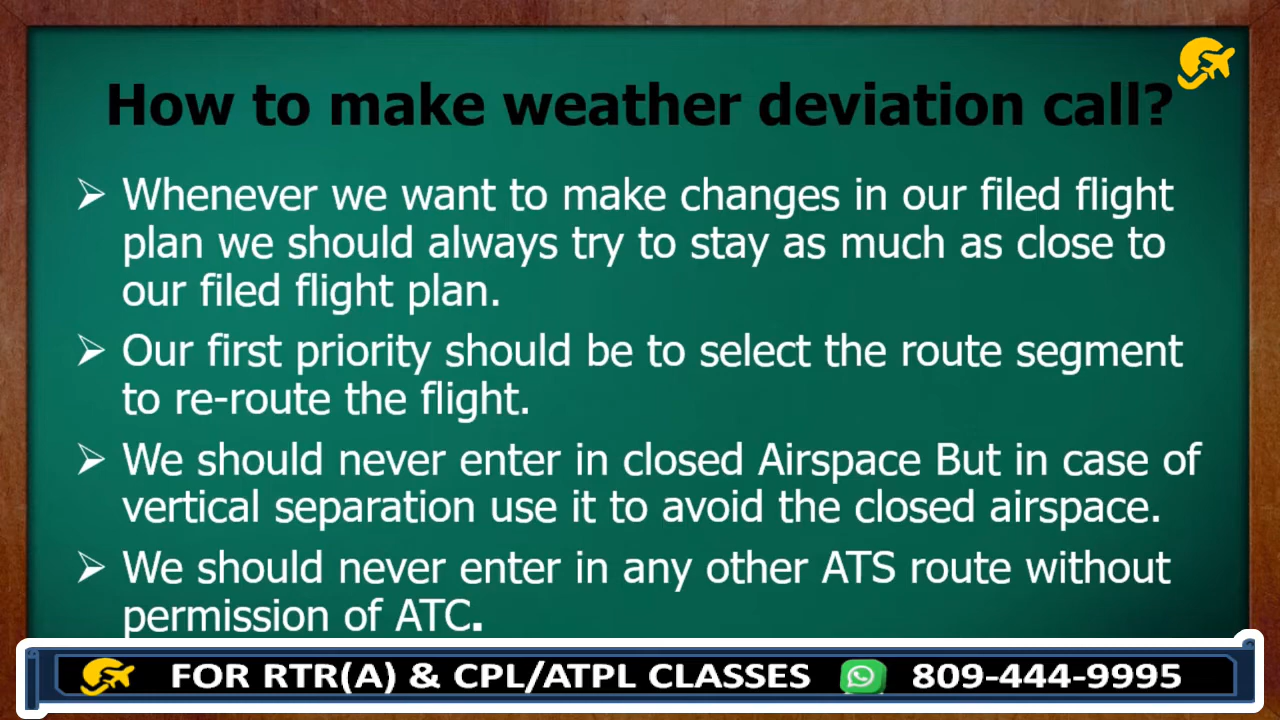 How to make weather deviation call?
➢ Whenever we want to make changes in our filed flight
plan we should always try to stay as much as close to
our filed flight plan.
➢ Our first priority should be to select the route segment
to re-route the flight.
➢ We should never enter in closed Airspace But in case of
vertical separation use it to avoid the closed airspace.
➢ We should never enter in any other ATS route without
permission of ATC.
FOR RTR(A) & CPL/ATPL CLASSES 809-444-9995